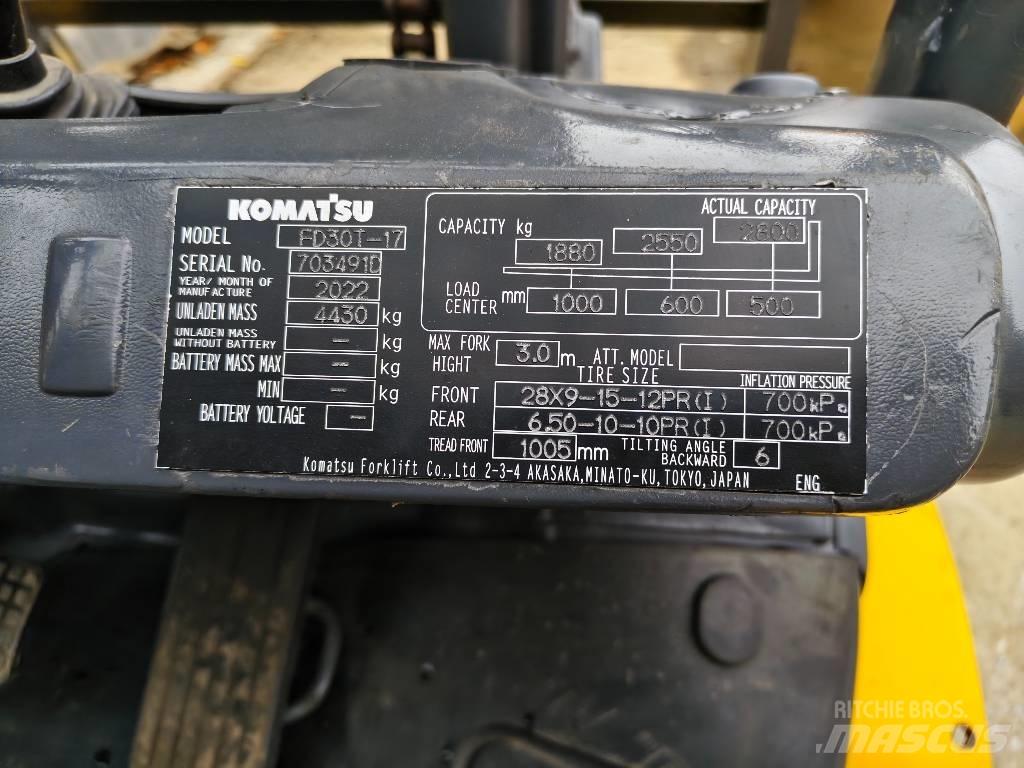 KOMATSU
MODEL FD30T-17
SERIAL No. 703491D
YEAR/ MONTH OF MANUFACTURE 2022
UNLADEN MASS 4430 kg
UNLADEN MASS WITHOUT BATTERY -- kg
BATTERY MASS MAX -- kg
MIN -- kg
BATTERY VOLTAGE --
ACTUAL CAPACITY
CAPACITY kg 1880 2550 2800
LOAD CENTER mm 1000 600 500
MAX FORK HIGHT 3.0 m ATT. MODEL
TIRE SIZE INFLATION PRESSURE
FRONT 28X9-15-12PR(I) 700kPa
REAR 6.50-10-10PR(I) 700kPa
TREAD FRONT 1005 mm TILTING ANGLE BACKWARD 6
Komatsu Forklift Co.,Ltd 2-3-4 AKASAKA,MINATO-KU,TOKYO,JAPAN ENG
RITCHIE BROS.
MASCUS